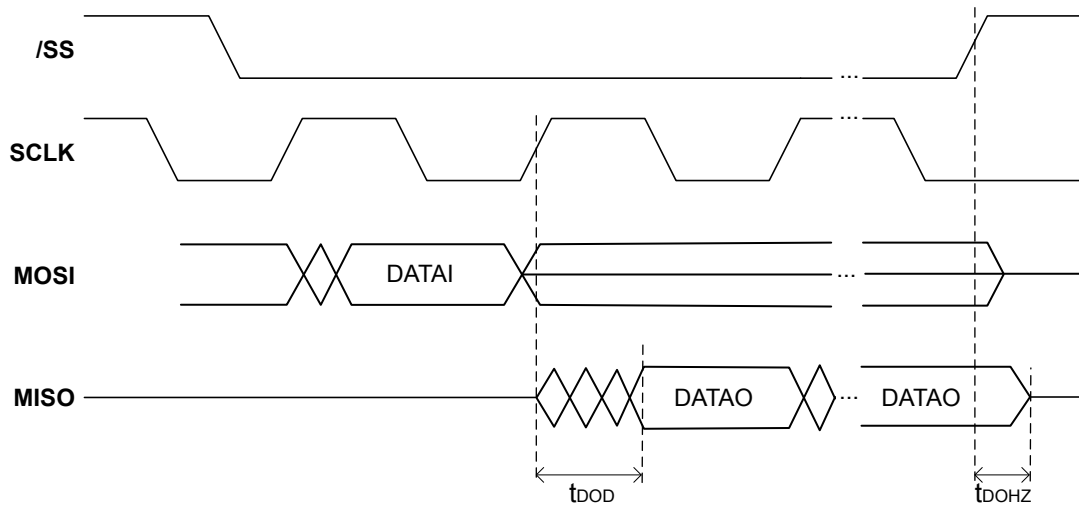 /SS
...
SCLK
...
MOSI
DATAI
...
MISO
DATAO
...
DATAO
tDOD
tDOHZ